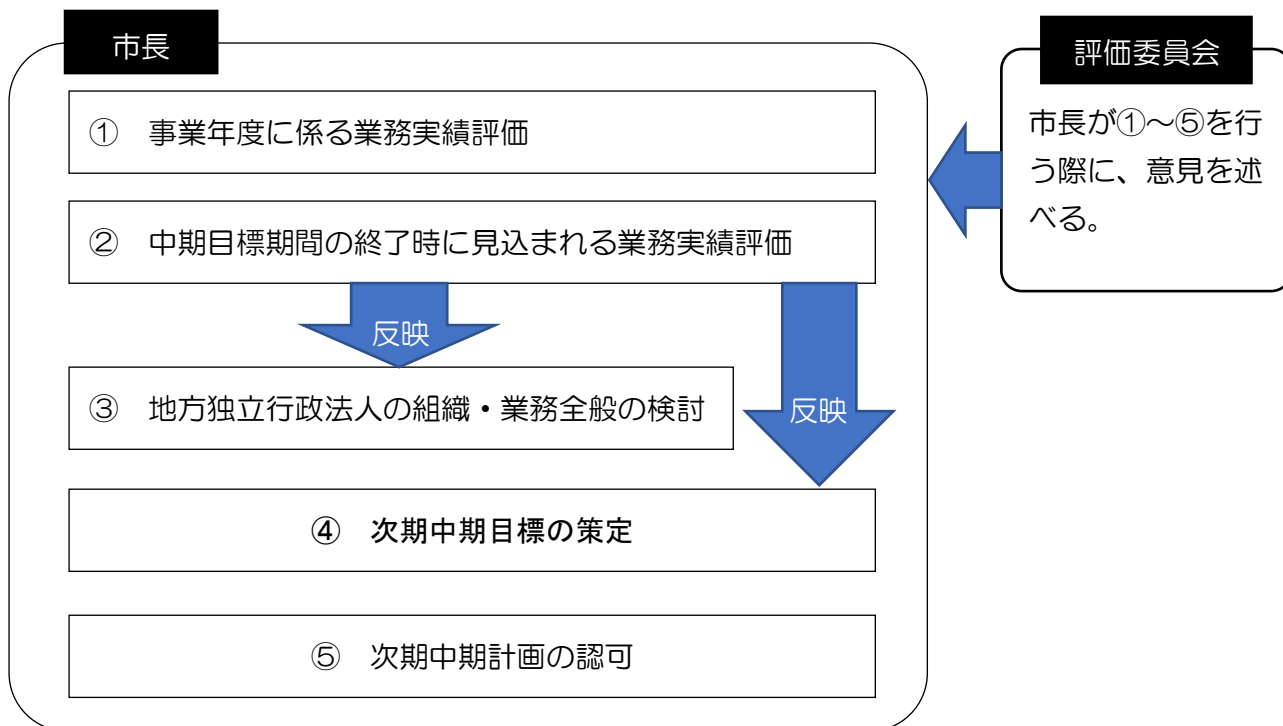 市長
① 事業年度に係る業務実績評価
② 中期目標期間の終了時に見込まれる業務実績評価
反映
③ 地方独立行政法人の組織・業務全般の検討
反映
④ 次期中期目標の策定
⑤ 次期中期計画の認可
評価委員会
市長が①～⑤を行
う際に、意見を述
べる。